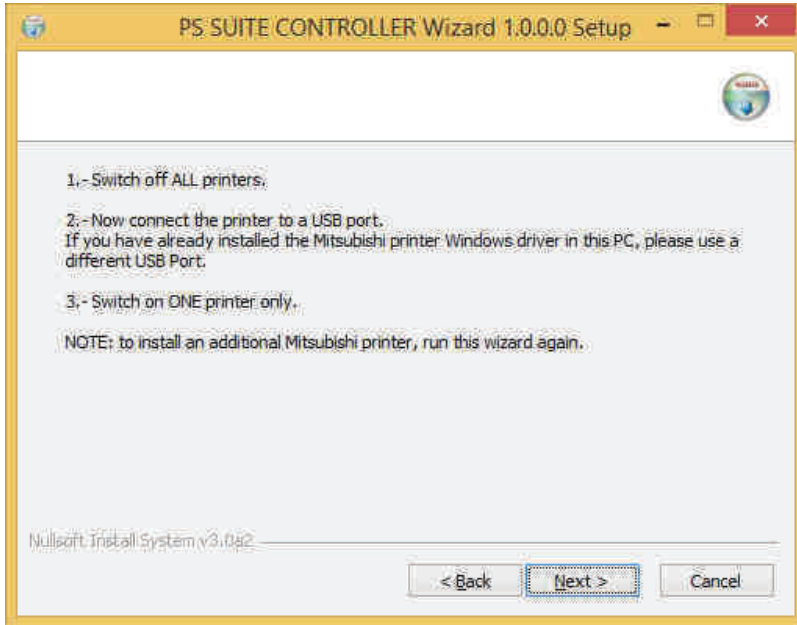 PS SUITE CONTROLLER Wizard 1.0.0.0 Setup
1.- Switch off ALL printers.
2.- Now connect the printer to a USB port.
If you have already installed the Mitsubishi printer Windows driver in this PC, please use a
different USB Port.
3.- Switch on ONE printer only.
NOTE: to install an additional Mitsubishi printer, run this wizard again.
Nullsoft Install System v3.0a2
< Back Next > Cancel